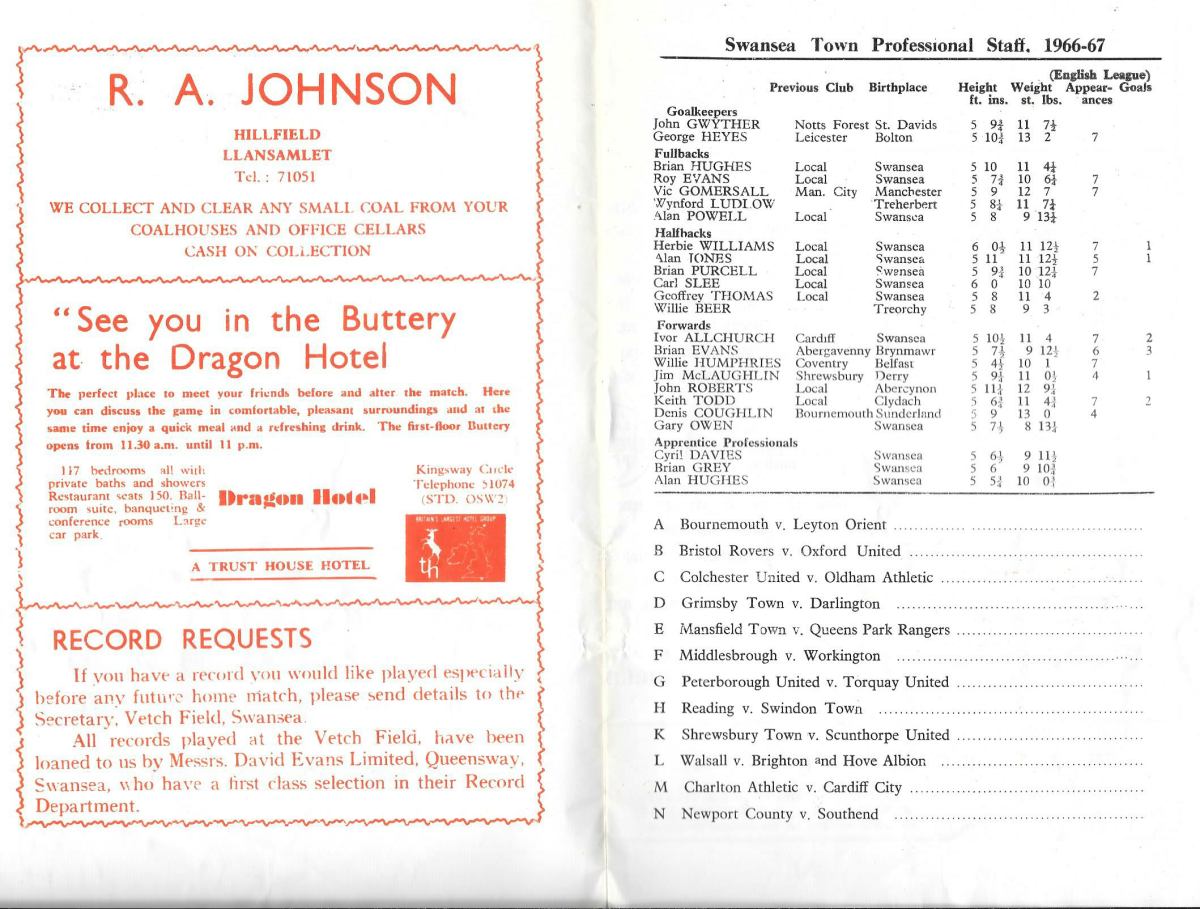 R. A. JOHNSON
HILLFIELD
LLANSAMLET
Tel. : 71051
WE COLLECT AND CLEAR ANY SMALL COAL FROM YOUR
COALHOUSES AND OFFICE CELLARS
CASH ON COLLECTION
“See you in the Buttery
at the Dragon Hotel
The perfect place to meet your friends before and after the match. Here
you can discuss the game in comfortable, pleasant surroundings and at the
same time enjoy a quick meal and a refreshing drink. The first-floor Buttery
opens from 11.30 a.m. until 11 p.m.
117 bedrooms all with
private baths and showers
Restaurant seats 150. Ball-
room suite, banqueting &
conference rooms Large
car park.
Dragon Hotel
Kingsway Circle
Telephone 51074
(STD. OSW2)
A TRUST HOUSE HOTEL
BRITAIN'S LARGEST HOTEL GROUP
th
RECORD REQUESTS
If you have a record you would like played especially
before any future home match, please send details to the
Secretary, Vetch Field, Swansea.
All records played at the Vetch Field, have been
loaned to us by Messrs. David Evans Limited, Queensway,
Swansea, who have a first class selection in their Record
Department.
Swansea Town Professional Staff, 1966-67
(English League)
Previous Club Birthplace Height Weight Appear- Goals
ft. ins. st. lbs. ances
Goalkeepers
John GWYTHER Notts Forest St. Davids 5 9¾ 11 7½
George HEYES Leicester Bolton 5 10¾ 13 2 7
Fullbacks
Brian HUGHES Local Swansea 5 10 11 4¼
Roy EVANS Local Swansea 5 7¾ 10 6¼ 7
Vic GOMERSALL Man. City Manchester 5 9 12 7 7
Wynford LUDLOW Treherbert 5 8¼ 11 7¼
Alan POWELL Local Swansea 5 8 9 13¼
Halfbacks
Herbie WILLIAMS Local Swansea 6 0½ 11 12½ 7 1
Alan JONES Local Swansea 5 11 11 12½ 5 1
Brian PURCELL Local Swensea 5 9¾ 10 12¼ 7
Carl SLEE Local Swansea 6 0 10 10
Geoffrey THOMAS Local Swansea 5 8 11 4 2
Willie BEER Treorchy 5 8 9 3
Forwards
Ivor ALLCHURCH Cardiff Swansea 5 10½ 11 4 7 2
Brian EVANS Abergavenny Brynmawr 5 7½ 9 12½ 6 3
Willie HUMPHRIES Coventry Belfast 5 4½ 10 1 7
Jim McLAUGHLIN Shrewsbury Derry 5 9¼ 11 0½ 4 1
John ROBERTS Local Abercynon 5 11¼ 12 9¼
Keith TODD Local Clydach 5 6¾ 11 4¾ 7 2
Denis COUGHLIN Bournemouth Sunderland 5 9 13 0 4
Gary OWEN Swansea 5 7½ 8 13¼
Apprentice Professionals
Cyril DAVIES Swansea 5 6½ 9 11½
Brian GREY Swansea 5 6 9 10¾
Alan HUGHES Swansea 5 5¾ 10 0¾
A Bournemouth v. Leyton Orient
B Bristol Rovers v. Oxford United
C Colchester United v. Oldham Athletic
D Grimsby Town v. Darlington
E Mansfield Town v. Queens Park Rangers
F Middlesbrough v. Workington
G Peterborough United v. Torquay United
H Reading v. Swindon Town
K Shrewsbury Town v. Scunthorpe United
L Walsall v. Brighton and Hove Albion
M Charlton Athletic v. Cardiff City
N Newport County v. Southend